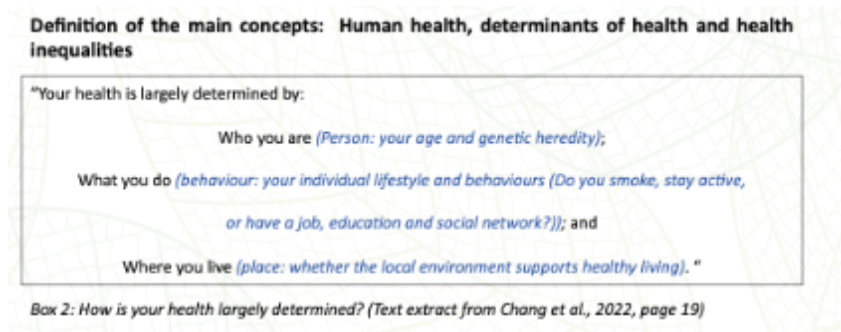 Definition of the main concepts: Human health, determinants of health and health
inequalities
"Your health is largely determined by:
Who you are (Person: your age and genetic heredity);
What you do (behaviour: your individual lifestyle and behaviours (Do you smoke, stay active,
or have a job, education and social network?)); and
Where you live (place: whether the local environment supports healthy living). "
Box 2: How is your health largely determined? (Text extract from Chang et al., 2022, page 19)